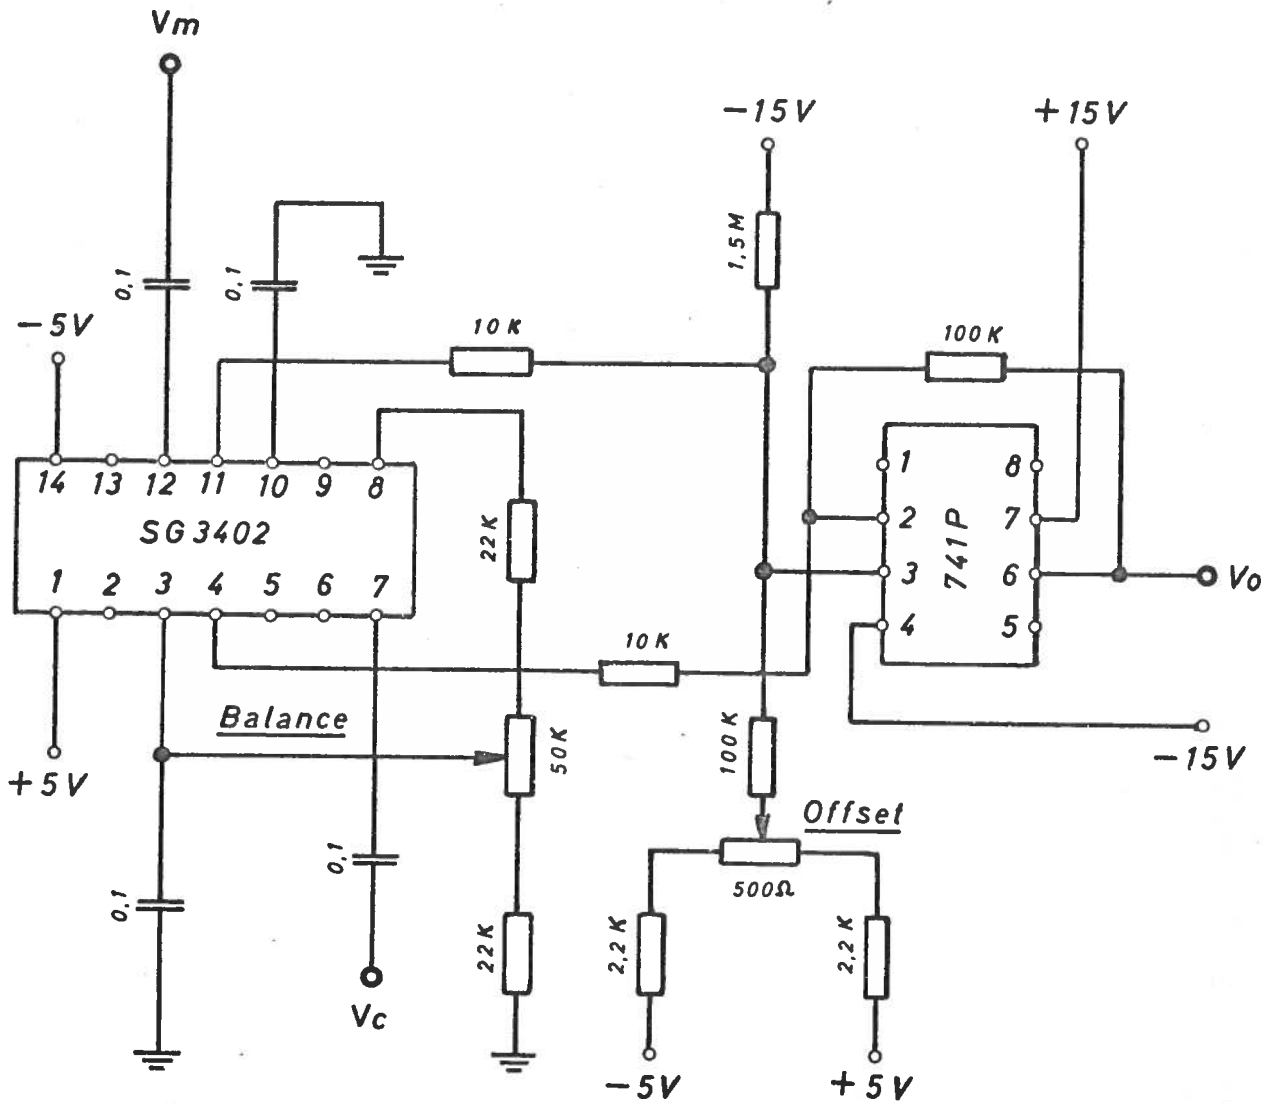 Vm
−15V
+15V
1,5M
0,1
0,1
−5V
10K
100K
14 13 12 11 10 9 8
SG3402
1 2 3 4 5 6 7
22K
1 8
2 7
3 6
4 5
741P
Vo
10K
Balance
50K
100K
+5V
−15V
Offset
0,1
0,1
500Ω
22K
2,2K
2,2K
Vc
−5V
+5V